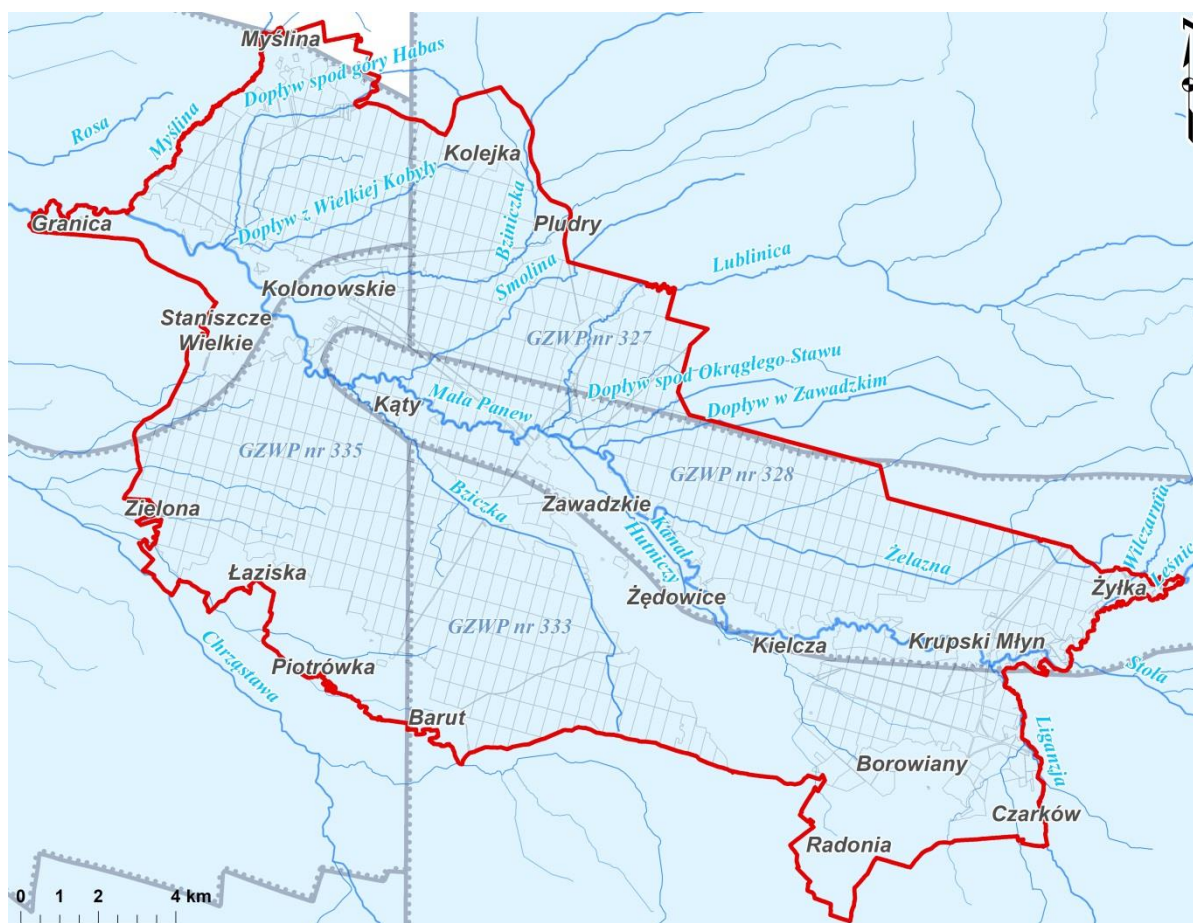 Myślina
Dopływ spod góry Habas
Rosa
Myślina
Kolejka
Dopływ z Wielkiej Kobyły
Bziniczka
Granica
Pludry
Lublinica
Smolina
Kolonowskie
Staniszcze
Wielkie
GZWP nr 327
Dopływ spod Okrągłego Stawu
Mała Panew
Kąty
Dopływ w Zawadzkim
GZWP nr 335
GZWP nr 328
Bziczka
Zielona
Zawadzkie
Kanał
Hutniczy
Wilczarnia
Leśnic
Żelazna
Łaziska
Żyłka
Żędowice
GZWP nr 333
Kielcza
Krupski Młyn
Chrząstawa
Piotrówka
Stoła
Barut
Liganzja
Borowiany
Czarków
Radonia
0 1 2 4 km